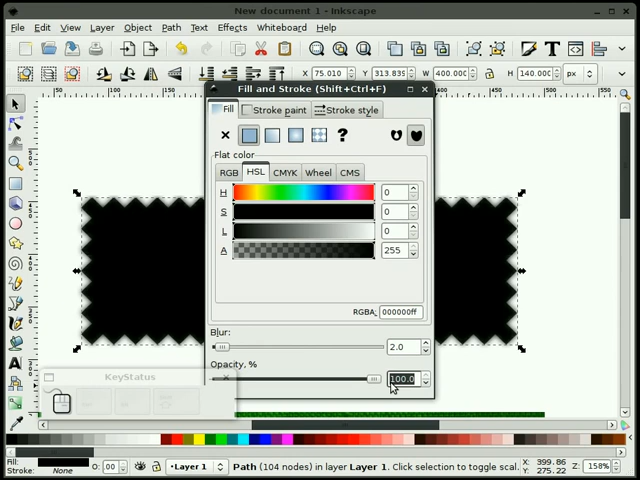 New document 1 - Inkscape
File Edit View Layer Object Path Text Effects Whiteboard Help
X 75.010 Y 313.839 W 400.000 H 140.000 px
Fill and Stroke (Shift+Ctrl+F)
Fill Stroke paint Stroke style
?
Flat color
RGB HSL CMYK Wheel CMS
H 0
S 0
L 0
A 255
RGBA: 000000ff
Blur:
2.0
Opacity, %
100.0
KeyStatus
Fill:
Stroke: None
O: 00
Layer 1
Path (104 nodes) in layer Layer 1. Click selection to toggle scal
X: 399.86
Y: 275.22
Z: 158%